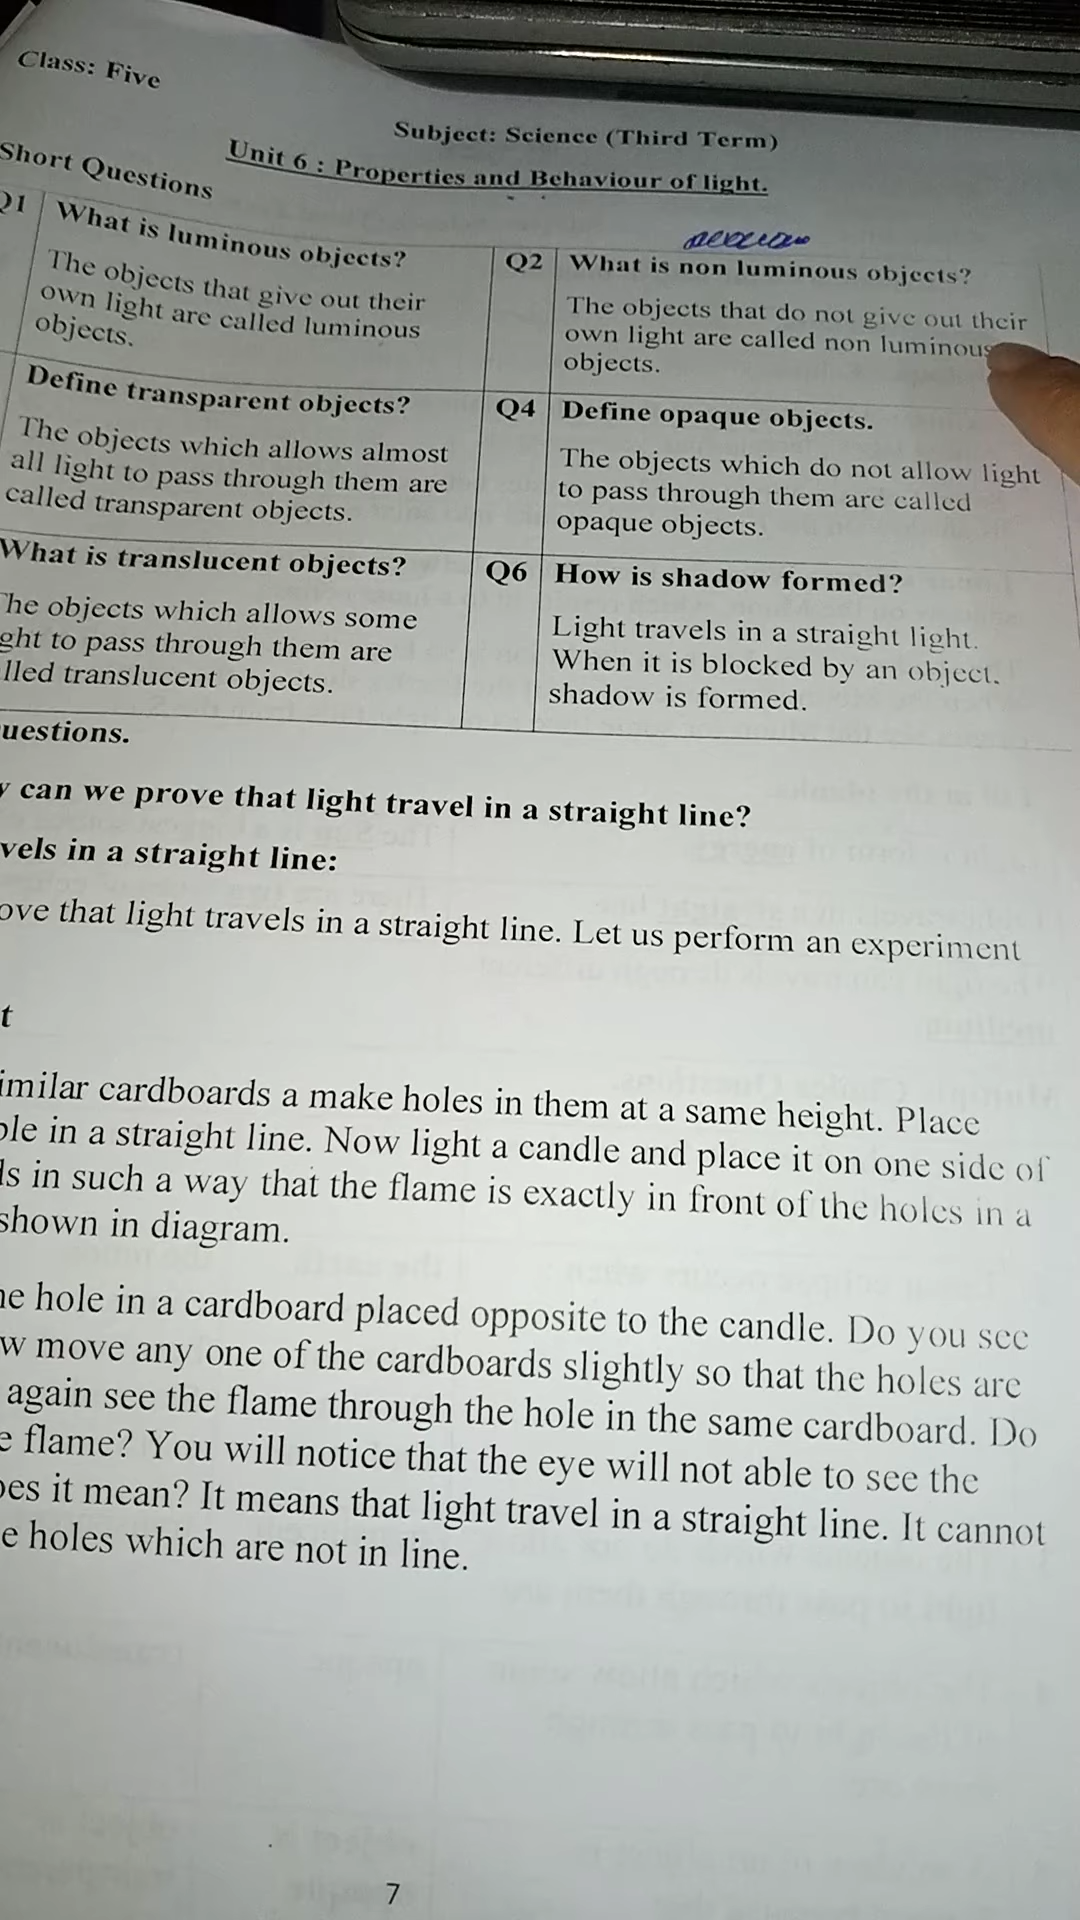 Class: Five
Subject: Science (Third Term)
Unit 6 : Properties and Behaviour of light.
Short Questions
Q1 What is luminous objects?
The objects that give out their
own light are called luminous
objects.
Q2 What is non luminous objects?
The objects that do not give out their
own light are called non luminous
objects.
Define transparent objects?
The objects which allows almost
all light to pass through them are
called transparent objects.
Q4 Define opaque objects.
The objects which do not allow light
to pass through them are called
opaque objects.
What is translucent objects?
The objects which allows some
ght to pass through them are
lled translucent objects.
Q6 How is shadow formed?
Light travels in a straight light.
When it is blocked by an object.
shadow is formed.
uestions.
can we prove that light travel in a straight line?
vels in a straight line:
ove that light travels in a straight line. Let us perform an experiment
t
imilar cardboards a make holes in them at a same height. Place
ole in a straight line. Now light a candle and place it on one side of
ls in such a way that the flame is exactly in front of the holes in a
shown in diagram.
he hole in a cardboard placed opposite to the candle. Do you see
w move any one of the cardboards slightly so that the holes are
again see the flame through the hole in the same cardboard. Do
e flame? You will notice that the eye will not able to see the
oes it mean? It means that light travel in a straight line. It cannot
e holes which are not in line.
7